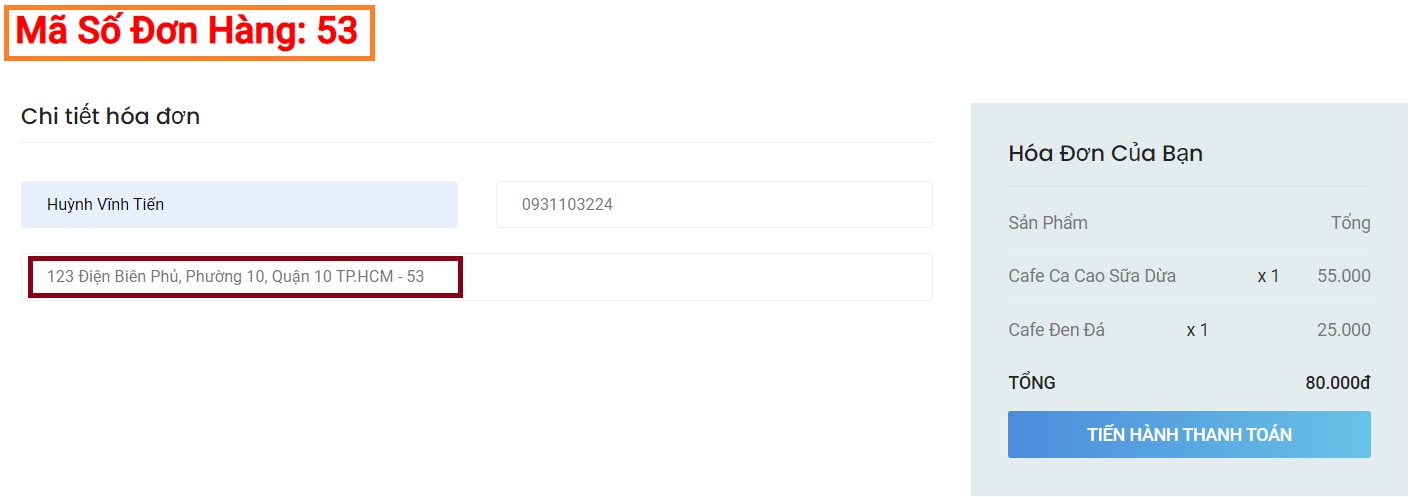 Mã Số Đơn Hàng: 53
Chi tiết hóa đơn
Huỳnh Vĩnh Tiến
0931103224
123 Điện Biên Phủ, Phường 10, Quận 10 TP.HCM - 53
Hóa Đơn Của Bạn
Sản Phẩm Tổng
Cafe Ca Cao Sữa Dừa x 1 55.000
Cafe Đen Đá x 1 25.000
TỔNG 80.000đ
TIẾN HÀNH THANH TOÁN